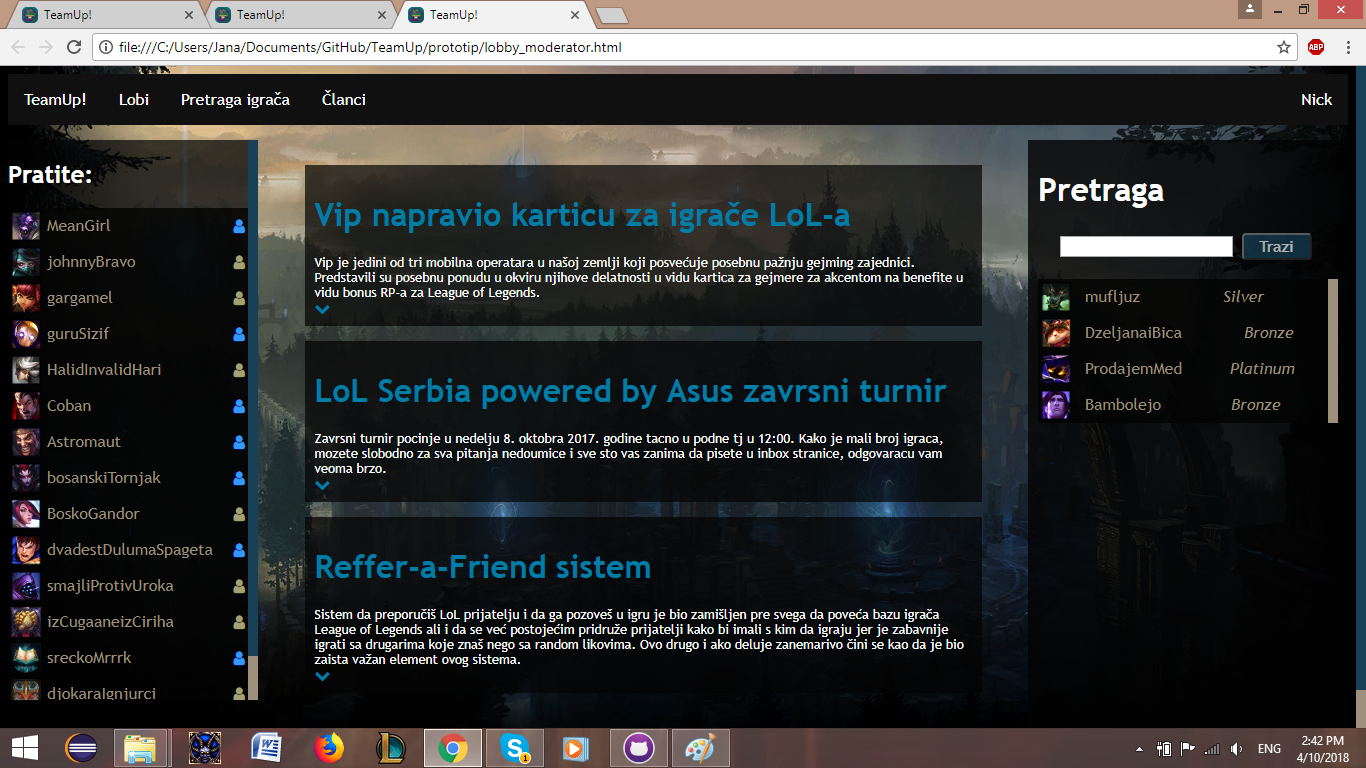 TeamUp!
TeamUp!
TeamUp!
file:///C:/Users/Jana/Documents/GitHub/TeamUp/prototip/lobby_moderator.html
ABP
TeamUp! Lobi Pretraga igrača Članci Nick
Pratite:
MeanGirl
johnnyBravo
gargamel
guruSizif
HalidInvalidHari
Coban
Astromaut
bosanskiTornjak
BoskoGandor
dvadestDulumaSpageta
smajliProtivUroka
izCugaaneizCiriha
sreckoMrrrk
djokaraIgnjurci
Vip napravio karticu za igrače LoL-a
Vip je jedini od tri mobilna operatara u našoj zemlji koji posvećuje posebnu pažnju gejming zajednici.
Predstavili su posebnu ponudu u okviru njihove delatnosti u vidu kartica za gejmere za akcentom na benefite u
vidu bonus RP-a za League of Legends.
LoL Serbia powered by Asus zavrsni turnir
Zavrsni turnir pocinje u nedelju 8. oktobra 2017. godine tacno u podne tj u 12:00. Kako je mali broj igraca,
mozete slobodno za sva pitanja nedoumice i sve sto vas zanima da pisete u inbox stranice, odgovaracu vam
veoma brzo.
Reffer-a-Friend sistem
Sistem da preporučiš LoL prijatelju i da ga pozoveš u igru je bio zamišljen pre svega da poveća bazu igrača
League of Legends ali i da se već postojećim pridruže prijatelji kako bi imali s kim da igraju jer je zabavnije
igrati sa drugarima koje znaš nego sa random likovima. Ovo drugo i ako deluje zanemarivo čini se kao da je bio
zaista važan element ovog sistema.
Pretraga
Trazi
mufljuz Silver
DzeljanaiBica Bronze
ProdajemMed Platinum
Bambolejo Bronze
W
S
1
ENG
2:42 PM
4/10/2018